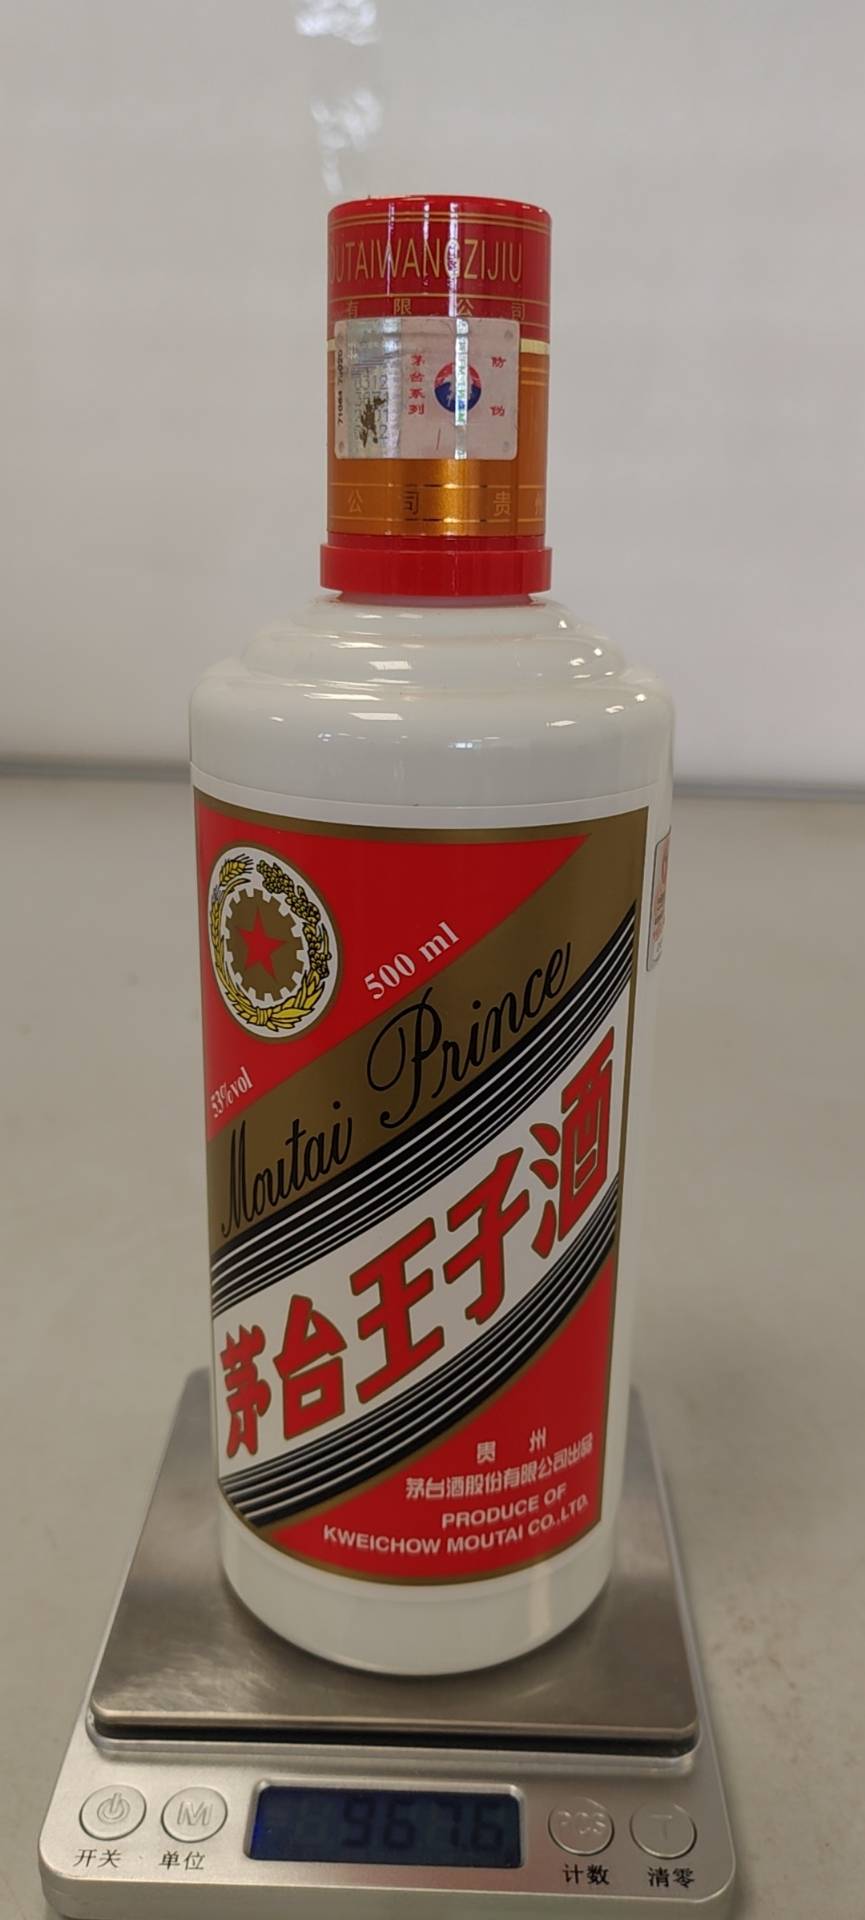 OUTAIWANGZIJIU
有限公司
茅台系列
防伪
公司 贵州
500 ml
53%vol
Moutai Prince
茅台王子酒
贵 州
茅台酒股份有限公司出品
PRODUCE OF
KWEICHOW MOUTAI CO.,LTD.
967.6
M
PCS
T
开关
单位
计数
清零